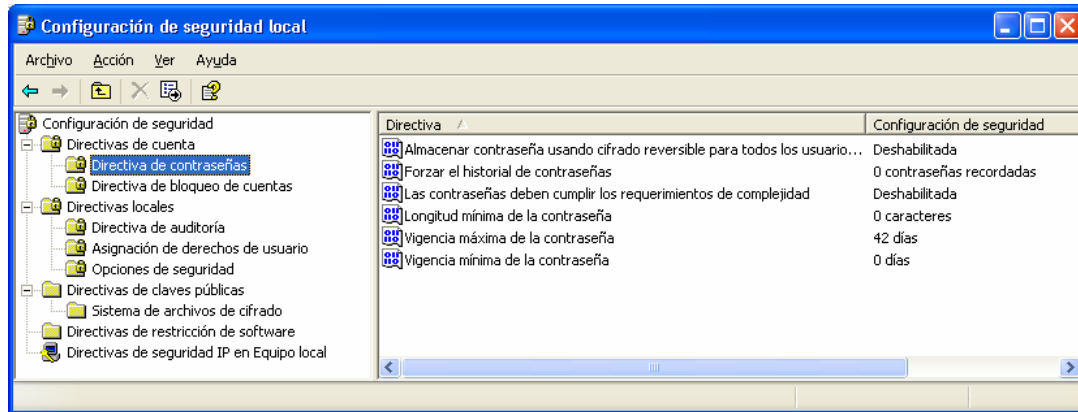 Configuración de seguridad local
Archivo Acción Ver Ayuda
Configuración de seguridad
Directivas de cuenta
Directiva de contraseñas
Directiva de bloqueo de cuentas
Directivas locales
Directiva de auditoría
Asignación de derechos de usuario
Opciones de seguridad
Directivas de claves públicas
Sistema de archivos de cifrado
Directivas de restricción de software
Directivas de seguridad IP en Equipo local
Directiva Configuración de seguridad
Almacenar contraseña usando cifrado reversible para todos los usuario... Deshabilitada
Forzar el historial de contraseñas 0 contraseñas recordadas
Las contraseñas deben cumplir los requerimientos de complejidad Deshabilitada
Longitud mínima de la contraseña 0 caracteres
Vigencia máxima de la contraseña 42 días
Vigencia mínima de la contraseña 0 días